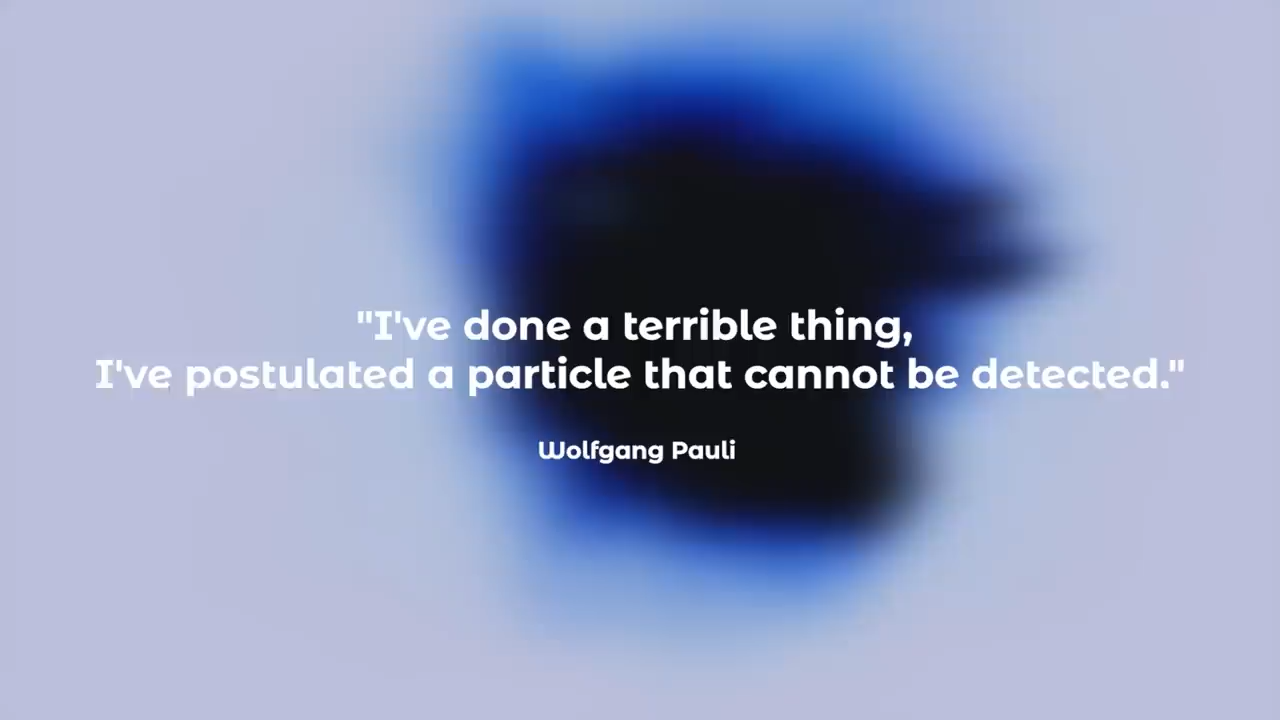 "I've done a terrible thing,
I've postulated a particle that cannot be detected."
Wolfgang Pauli